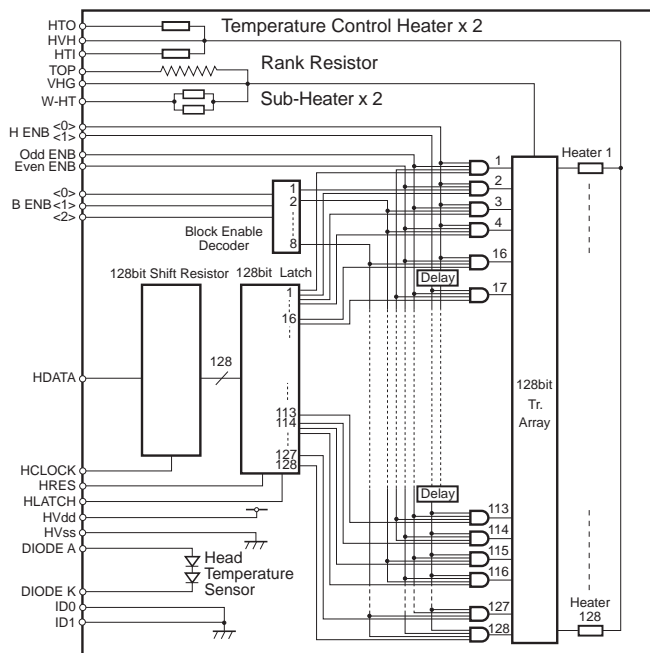 HTO
HVH
HTI
Temperature Control Heater x 2
TOP
Rank Resistor
VHG
W-HT
Sub-Heater x 2
H ENB <0>
<1>
Odd ENB
Even ENB
<0>
B ENB<1>
<2>
1
2
8
Block Enable
Decoder
1
2
3
4
16
17
Heater 1
Delay
128bit Shift Resistor
128bit Latch
1
16
113
114
127
128
HDATA
128
128bit
Tr.
Array
HCLOCK
HRES
HLATCH
HVdd
HVss
DIODE A
DIODE K
Head
Temperature
Sensor
ID0
ID1
Delay
113
114
115
116
127
128
Heater
128